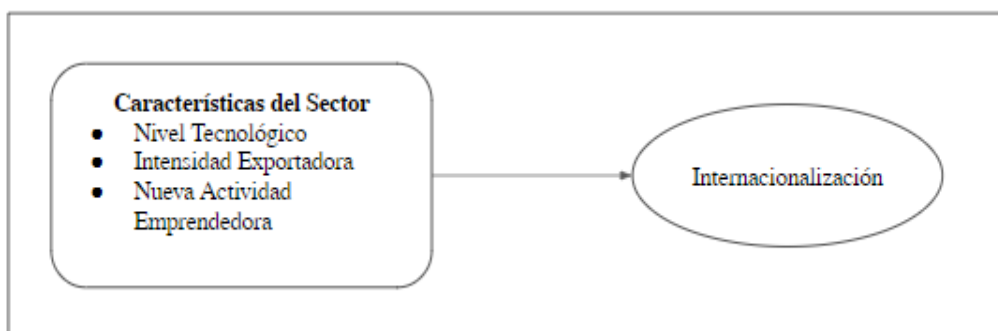 Características del Sector
● Nivel Tecnológico
● Intensidad Exportadora
● Nueva Actividad
Emprendedora
Internacionalización